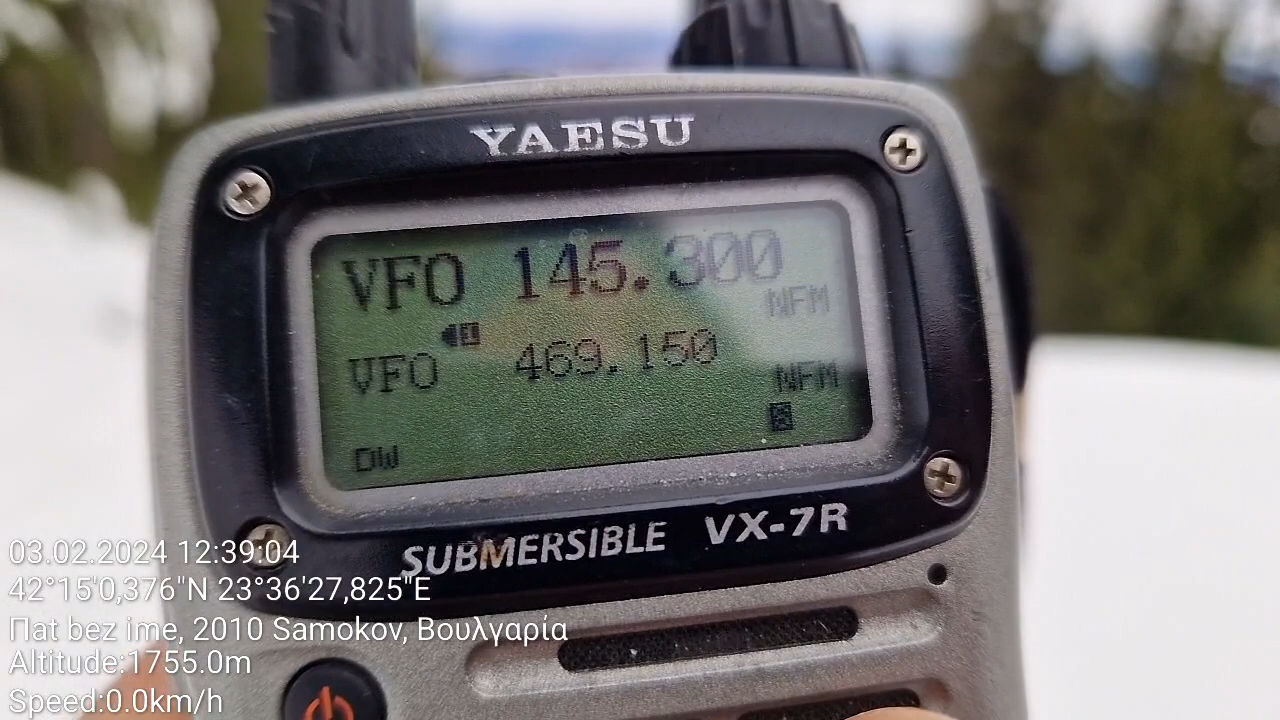 YAESU
VFO 145.300
NFM
VFO 469.150
NFM
DW
SUBMERSIBLE VX-7R
03.02.2024 12:39:04
42°15'0,376"N 23°36'27,825"E
Πat bez ime, 2010 Samokov, Βουλγαρία
Altitude:1755.0m
Speed:0.0km/h